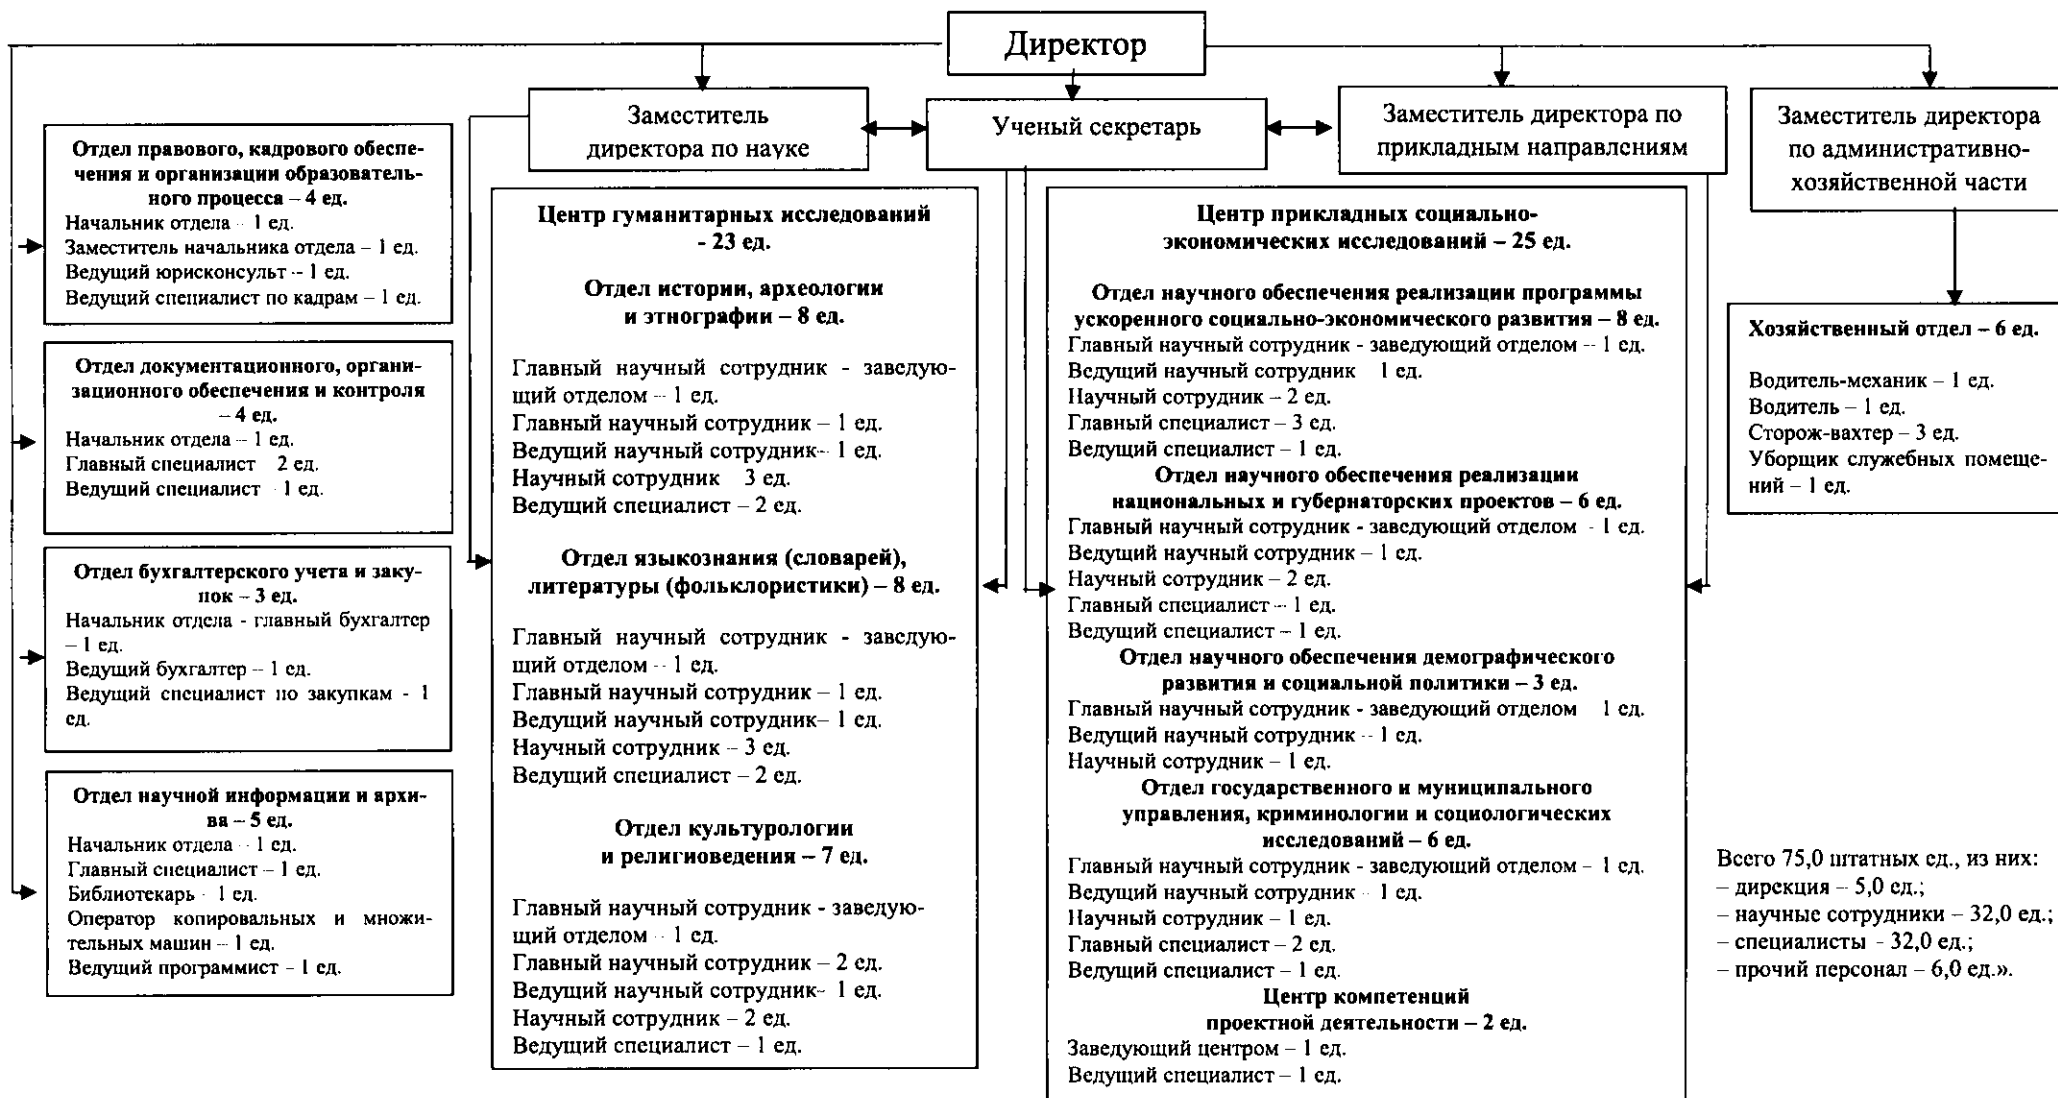 Директор
Заместитель
директора по науке
Ученый секретарь
Заместитель директора по
прикладным направлениям
Заместитель директора
по административно-
хозяйственной части
Отдел правового, кадрового обеспе-
чения и организации образователь-
ного процесса – 4 ед.
Начальник отдела – 1 ед.
Заместитель начальника отдела – 1 ед.
Ведущий юрисконсульт – 1 ед.
Ведущий специалист по кадрам – 1 ед.
Отдел документационного, органи-
зационного обеспечения и контроля
– 4 ед.
Начальник отдела – 1 ед.
Главный специалист 2 ед.
Ведущий специалист 1 ед.
Отдел бухгалтерского учета и заку-
пок – 3 ед.
Начальник отдела - главный бухгалтер
– 1 ед.
Ведущий бухгалтер – 1 ед.
Ведущий специалист по закупкам - 1
ед.
Отдел научной информации и архи-
ва – 5 ед.
Начальник отдела – 1 ед.
Главный специалист – 1 ед.
Библиотекарь - 1 ед.
Оператор копировальных и множи-
тельных машин – 1 ед.
Ведущий программист - 1 ед.
Центр гуманитарных исследований
- 23 ед.
Отдел истории, археологии
и этнографии – 8 ед.
Главный научный сотрудник - заведую-
щий отделом – 1 ед.
Главный научный сотрудник – 1 ед.
Ведущий научный сотрудник– 1 ед.
Научный сотрудник 3 ед.
Ведущий специалист – 2 ед.
Отдел языкознания (словарей),
литературы (фольклористики) – 8 ед.
Главный научный сотрудник - заведую-
щий отделом – 1 ед.
Главный научный сотрудник – 1 ед.
Ведущий научный сотрудник– 1 ед.
Научный сотрудник – 3 ед.
Ведущий специалист – 2 ед.
Отдел культурологии
и религиоведения – 7 ед.
Главный научный сотрудник - заведую-
щий отделом – 1 ед.
Главный научный сотрудник – 2 ед.
Ведущий научный сотрудник– 1 ед.
Научный сотрудник – 2 ед.
Ведущий специалист – 1 ед.
Центр прикладных социально-
экономических исследований – 25 ед.
Отдел научного обеспечения реализации программы
ускоренного социально-экономического развития – 8 ед.
Главный научный сотрудник - заведующий отделом – 1 ед.
Ведущий научный сотрудник 1 ед.
Научный сотрудник – 2 ед.
Главный специалист – 3 ед.
Ведущий специалист – 1 ед.
Отдел научного обеспечения реализации
национальных и губернаторских проектов – 6 ед.
Главный научный сотрудник - заведующий отделом - 1 ед.
Ведущий научный сотрудник – 1 ед.
Научный сотрудник – 2 ед.
Главный специалист – 1 ед.
Ведущий специалист – 1 ед.
Отдел научного обеспечения демографического
развития и социальной политики – 3 ед.
Главный научный сотрудник - заведующий отделом 1 ед.
Ведущий научный сотрудник – 1 ед.
Научный сотрудник – 1 ед.
Отдел государственного и муниципального
управления, криминологии и социологических
исследований – 6 ед.
Главный научный сотрудник - заведующий отделом – 1 ед.
Ведущий научный сотрудник - 1 ед.
Научный сотрудник – 1 ед.
Главный специалист – 2 ед.
Ведущий специалист – 1 ед.
Центр компетенций
проектной деятельности – 2 ед.
Заведующий центром – 1 ед.
Ведущий специалист – 1 ед.
Хозяйственный отдел – 6 ед.
Водитель-механик – 1 ед.
Водитель – 1 ед.
Сторож-вахтер – 3 ед.
Уборщик служебных помеще-
ний – 1 ед.
Всего 75,0 штатных ед., из них:
– дирекция – 5,0 ед.;
– научные сотрудники – 32,0 ед.;
– специалисты - 32,0 ед.;
– прочий персонал – 6,0 ед.».